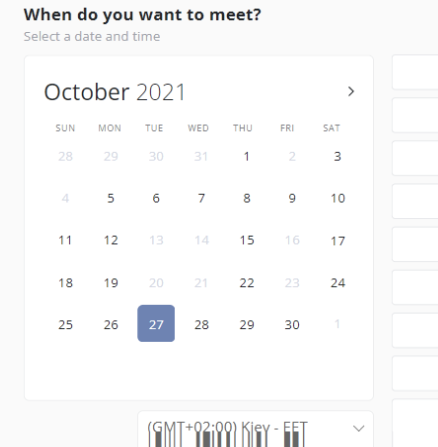 When do you want to meet?
Select a date and time
October 2021
SUN MON TUE WED THU FRI SAT
28 29 30 31 1 2 3
4 5 6 7 8 9 10
11 12 13 14 15 16 17
18 19 20 21 22 23 24
25 26 27 28 29 30 1
(GMT+02:00) Kiev - EET